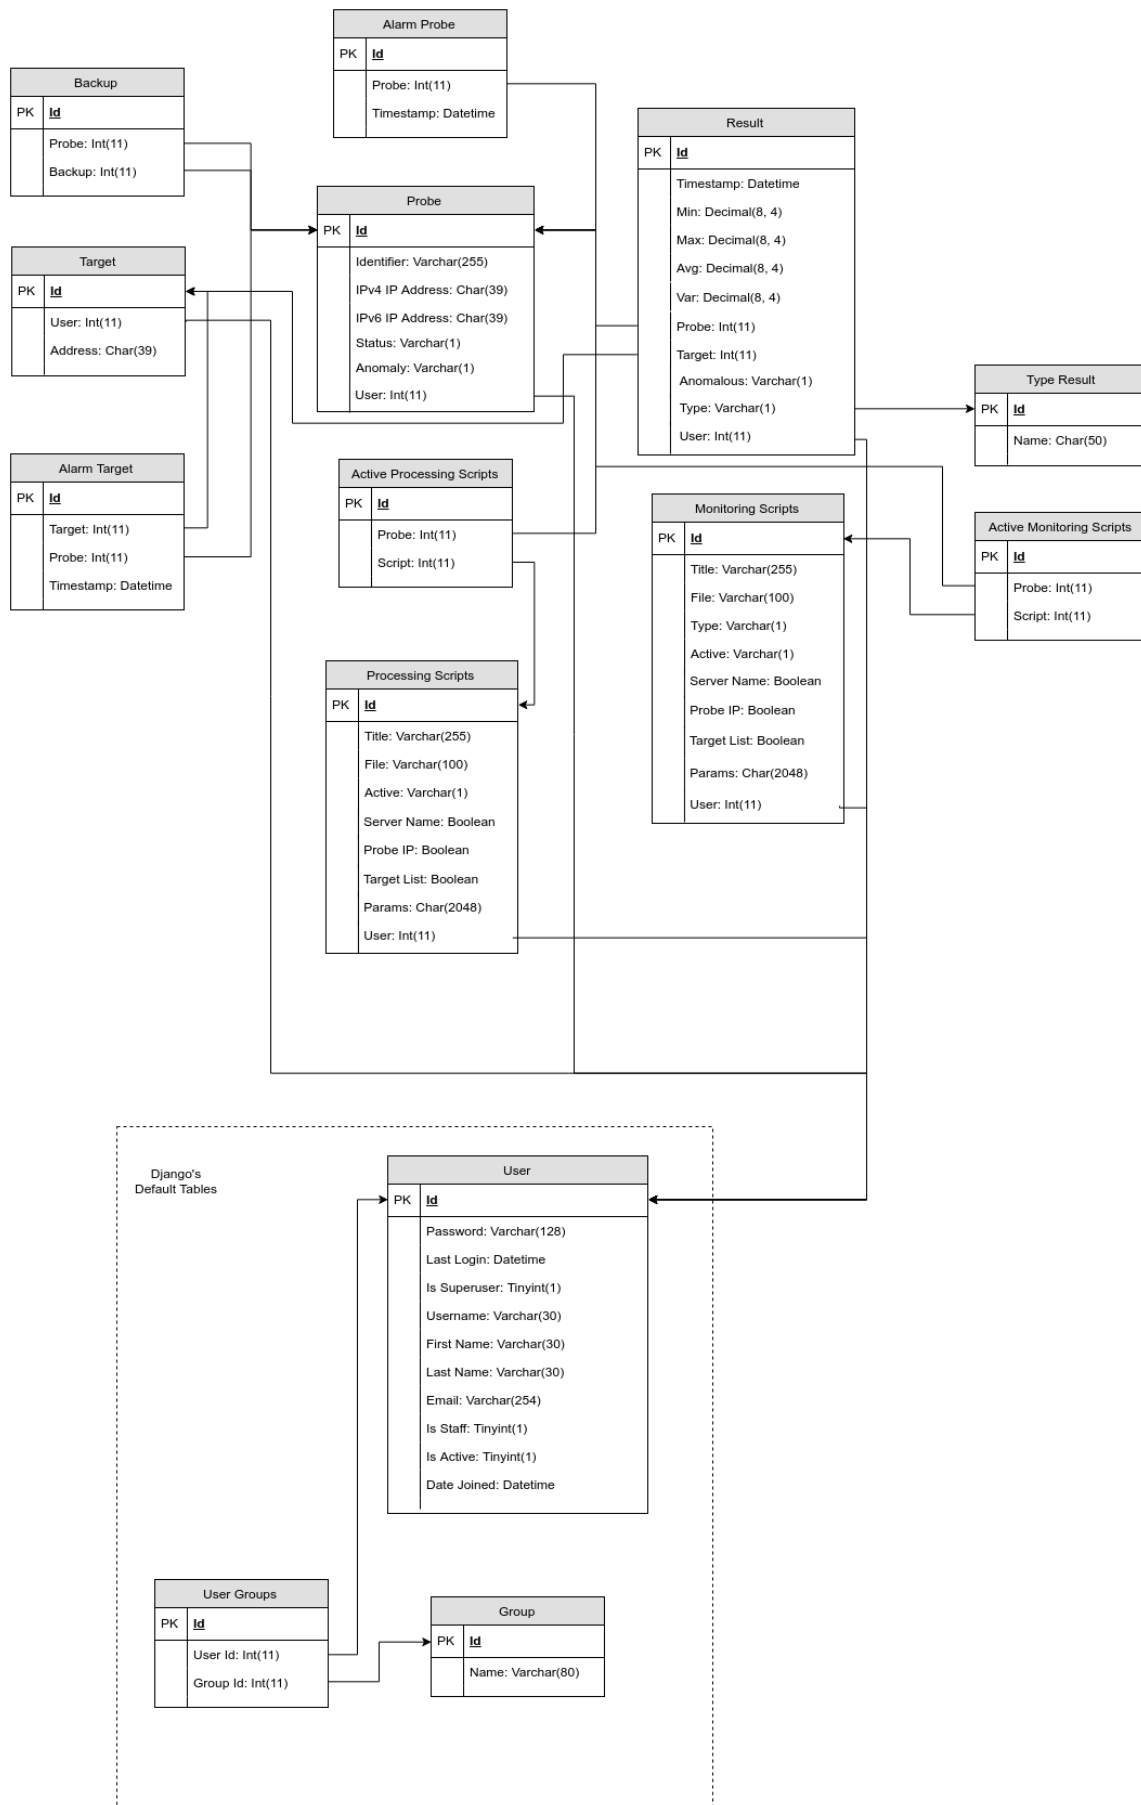 Alarm Probe
PK Id
Probe: Int(11)
Timestamp: Datetime
Backup
PK Id
Probe: Int(11)
Backup: Int(11)
Result
PK Id
Timestamp: Datetime
Min: Decimal(8, 4)
Max: Decimal(8, 4)
Avg: Decimal(8, 4)
Var: Decimal(8, 4)
Probe: Int(11)
Target: Int(11)
Anomalous: Varchar(1)
Type: Varchar(1)
User: Int(11)
Probe
PK Id
Identifier: Varchar(255)
IPv4 IP Address: Char(39)
IPv6 IP Address: Char(39)
Status: Varchar(1)
Anomaly: Varchar(1)
User: Int(11)
Target
PK Id
User: Int(11)
Address: Char(39)
Type Result
PK Id
Name: Char(50)
Alarm Target
PK Id
Target: Int(11)
Probe: Int(11)
Timestamp: Datetime
Active Processing Scripts
PK Id
Probe: Int(11)
Script: Int(11)
Monitoring Scripts
PK Id
Title: Varchar(255)
File: Varchar(100)
Type: Varchar(1)
Active: Varchar(1)
Server Name: Boolean
Probe IP: Boolean
Target List: Boolean
Params: Char(2048)
User: Int(11)
Active Monitoring Scripts
PK Id
Probe: Int(11)
Script: Int(11)
Processing Scripts
PK Id
Title: Varchar(255)
File: Varchar(100)
Active: Varchar(1)
Server Name: Boolean
Probe IP: Boolean
Target List: Boolean
Params: Char(2048)
User: Int(11)
Django's
Default Tables
User
PK Id
Password: Varchar(128)
Last Login: Datetime
Is Superuser: Tinyint(1)
Username: Varchar(30)
First Name: Varchar(30)
Last Name: Varchar(30)
Email: Varchar(254)
Is Staff: Tinyint(1)
Is Active: Tinyint(1)
Date Joined: Datetime
User Groups
PK Id
User Id: Int(11)
Group Id: Int(11)
Group
PK Id
Name: Varchar(80)